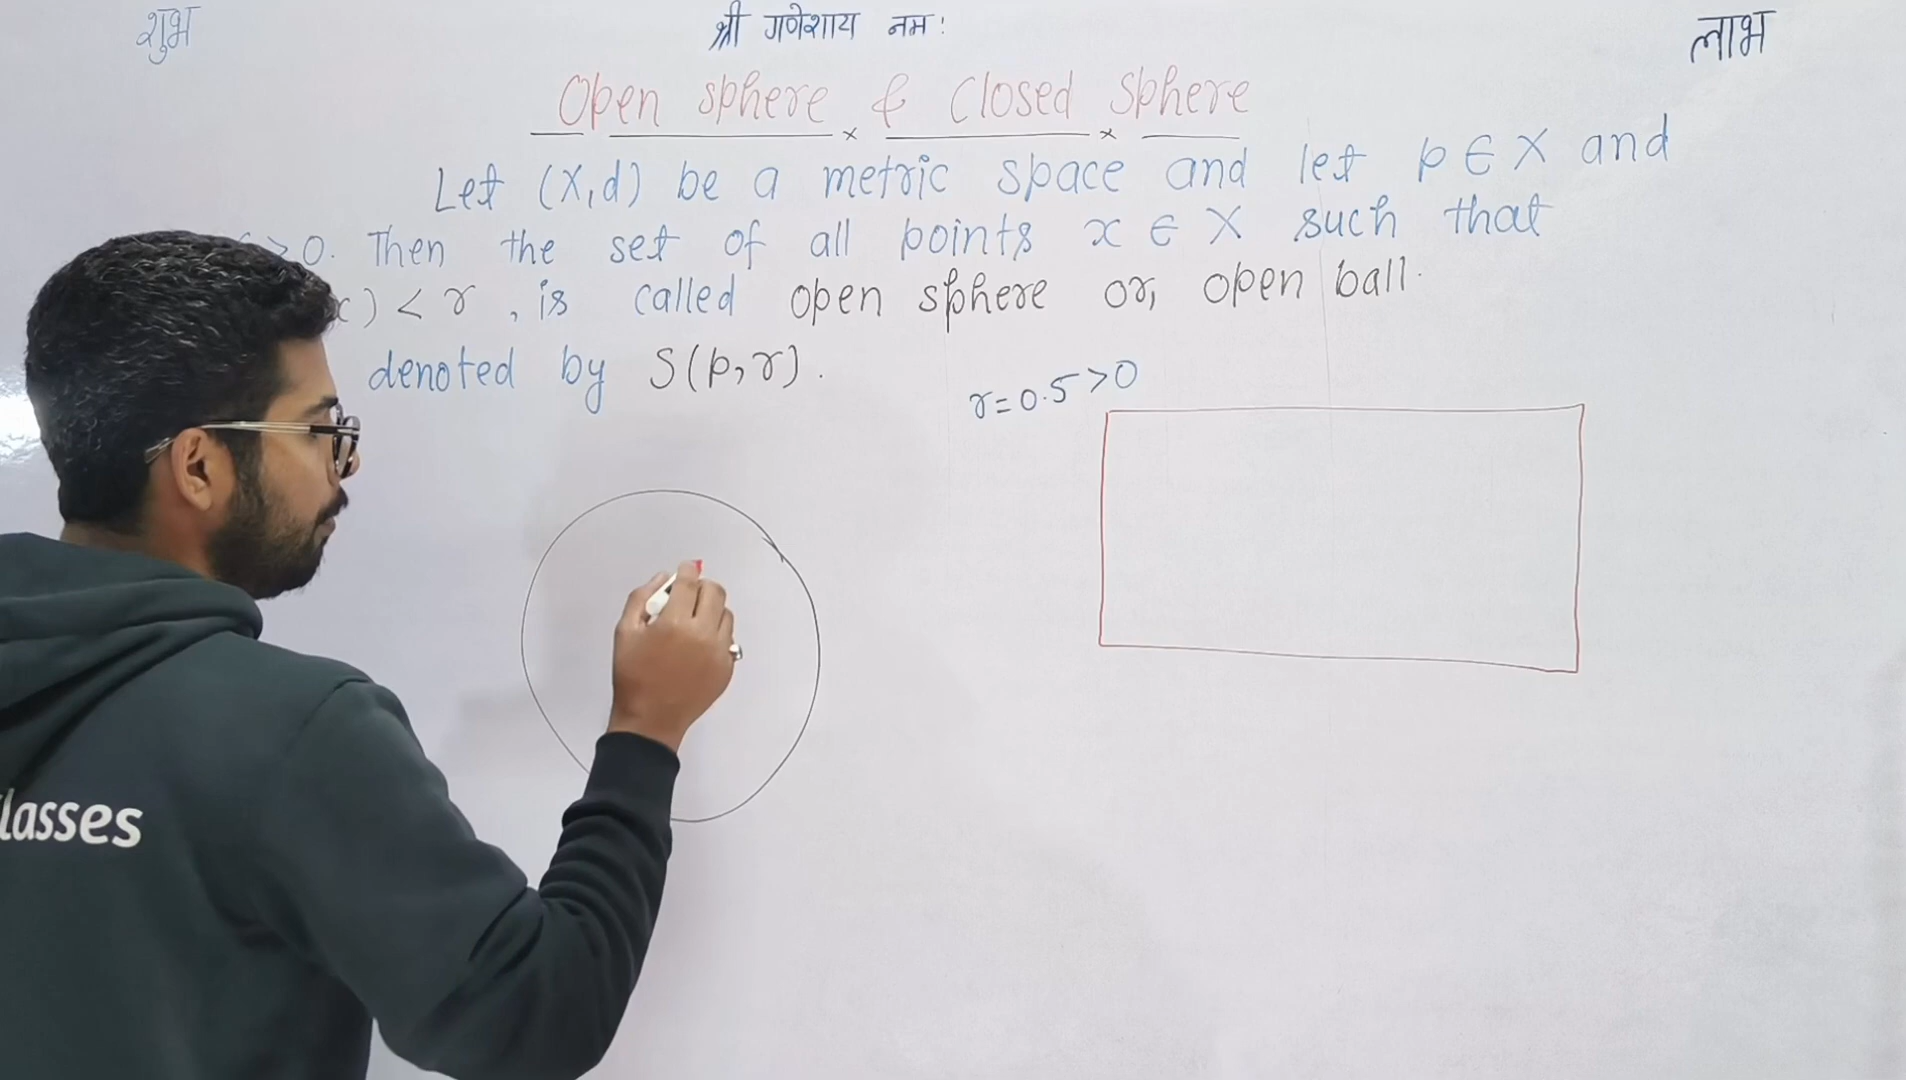 शुभ श्री गणेशाय नमः लाभ
Open sphere & Closed Sphere
Let (X,d) be a metric space and let p ∈ X and
> 0. Then the set of all points x ∈ X such that
) < r , is called open sphere or, open ball.
denoted by S(p,r).
r = 0.5 > 0
lasses